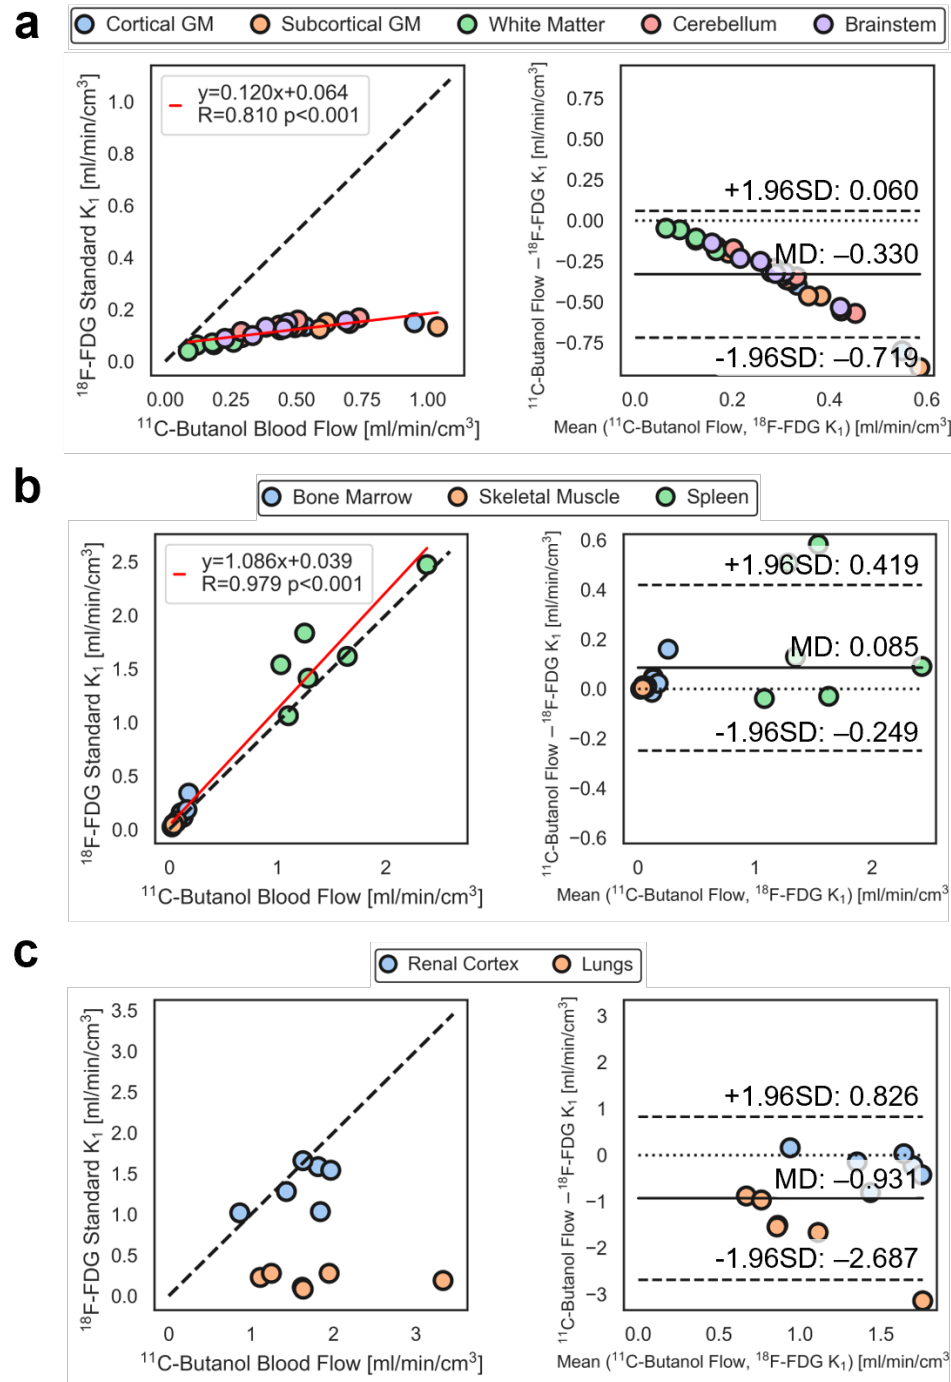 a
Cortical GM Subcortical GM White Matter Cerebellum Brainstem
¹⁸F-FDG Standard K₁ [ml/min/cm³]
1.0
0.8
0.6
0.4
0.2
0.0
y=0.120x+0.064
R=0.810 p<0.001
0.00 0.25 0.50 0.75 1.00
¹¹C-Butanol Blood Flow [ml/min/cm³]
¹¹C-Butanol Flow – ¹⁸F-FDG K₁ [ml/min/cm³]
0.75
0.50
0.25
0.00
−0.25
−0.50
−0.75
+1.96SD: 0.060
MD: –0.330
-1.96SD: –0.719
0.0 0.2 0.4 0.6
Mean (¹¹C-Butanol Flow, ¹⁸F-FDG K₁) [ml/min/cm³]
b
Bone Marrow Skeletal Muscle Spleen
¹⁸F-FDG Standard K₁ [ml/min/cm³]
2.5
2.0
1.5
1.0
0.5
0.0
y=1.086x+0.039
R=0.979 p<0.001
0 1 2
¹¹C-Butanol Blood Flow [ml/min/cm³]
¹¹C-Butanol Flow – ¹⁸F-FDG K₁ [ml/min/cm³]
0.6
0.4
0.2
0.0
−0.2
−0.4
−0.6
+1.96SD: 0.419
MD: 0.085
-1.96SD: –0.249
0 1 2
Mean (¹¹C-Butanol Flow, ¹⁸F-FDG K₁) [ml/min/cm³
c
Renal Cortex Lungs
¹⁸F-FDG Standard K₁ [ml/min/cm³]
3.5
3.0
2.5
2.0
1.5
1.0
0.5
0.0
0 1 2 3
¹¹C-Butanol Blood Flow [ml/min/cm³]
¹¹C-Butanol Flow – ¹⁸F-FDG K₁ [ml/min/cm³]
3
2
1
0
−1
−2
−3
+1.96SD: 0.826
MD: –0.931
-1.96SD: –2.687
0.0 0.5 1.0 1.5
Mean (¹¹C-Butanol Flow, ¹⁸F-FDG K₁) [ml/min/cm³